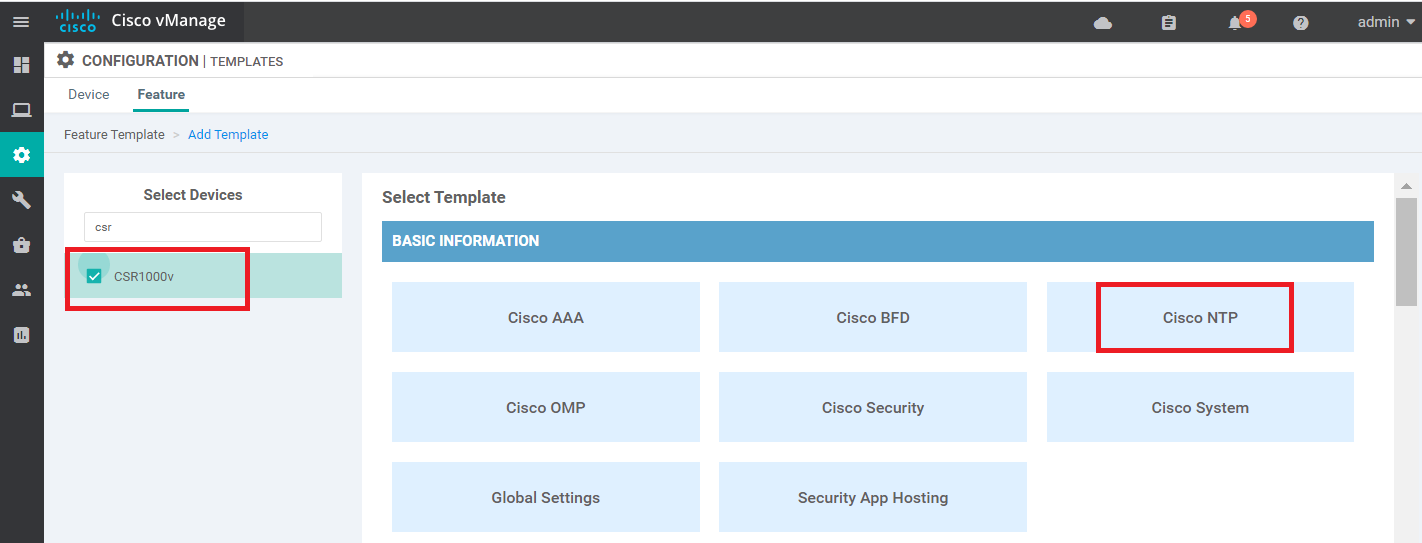 CISCO Cisco vManage
5
admin
CONFIGURATION | TEMPLATES
Device Feature
Feature Template > Add Template
Select Devices
csr
CSR1000v
Select Template
BASIC INFORMATION
Cisco AAA Cisco BFD Cisco NTP
Cisco OMP Cisco Security Cisco System
Global Settings Security App Hosting